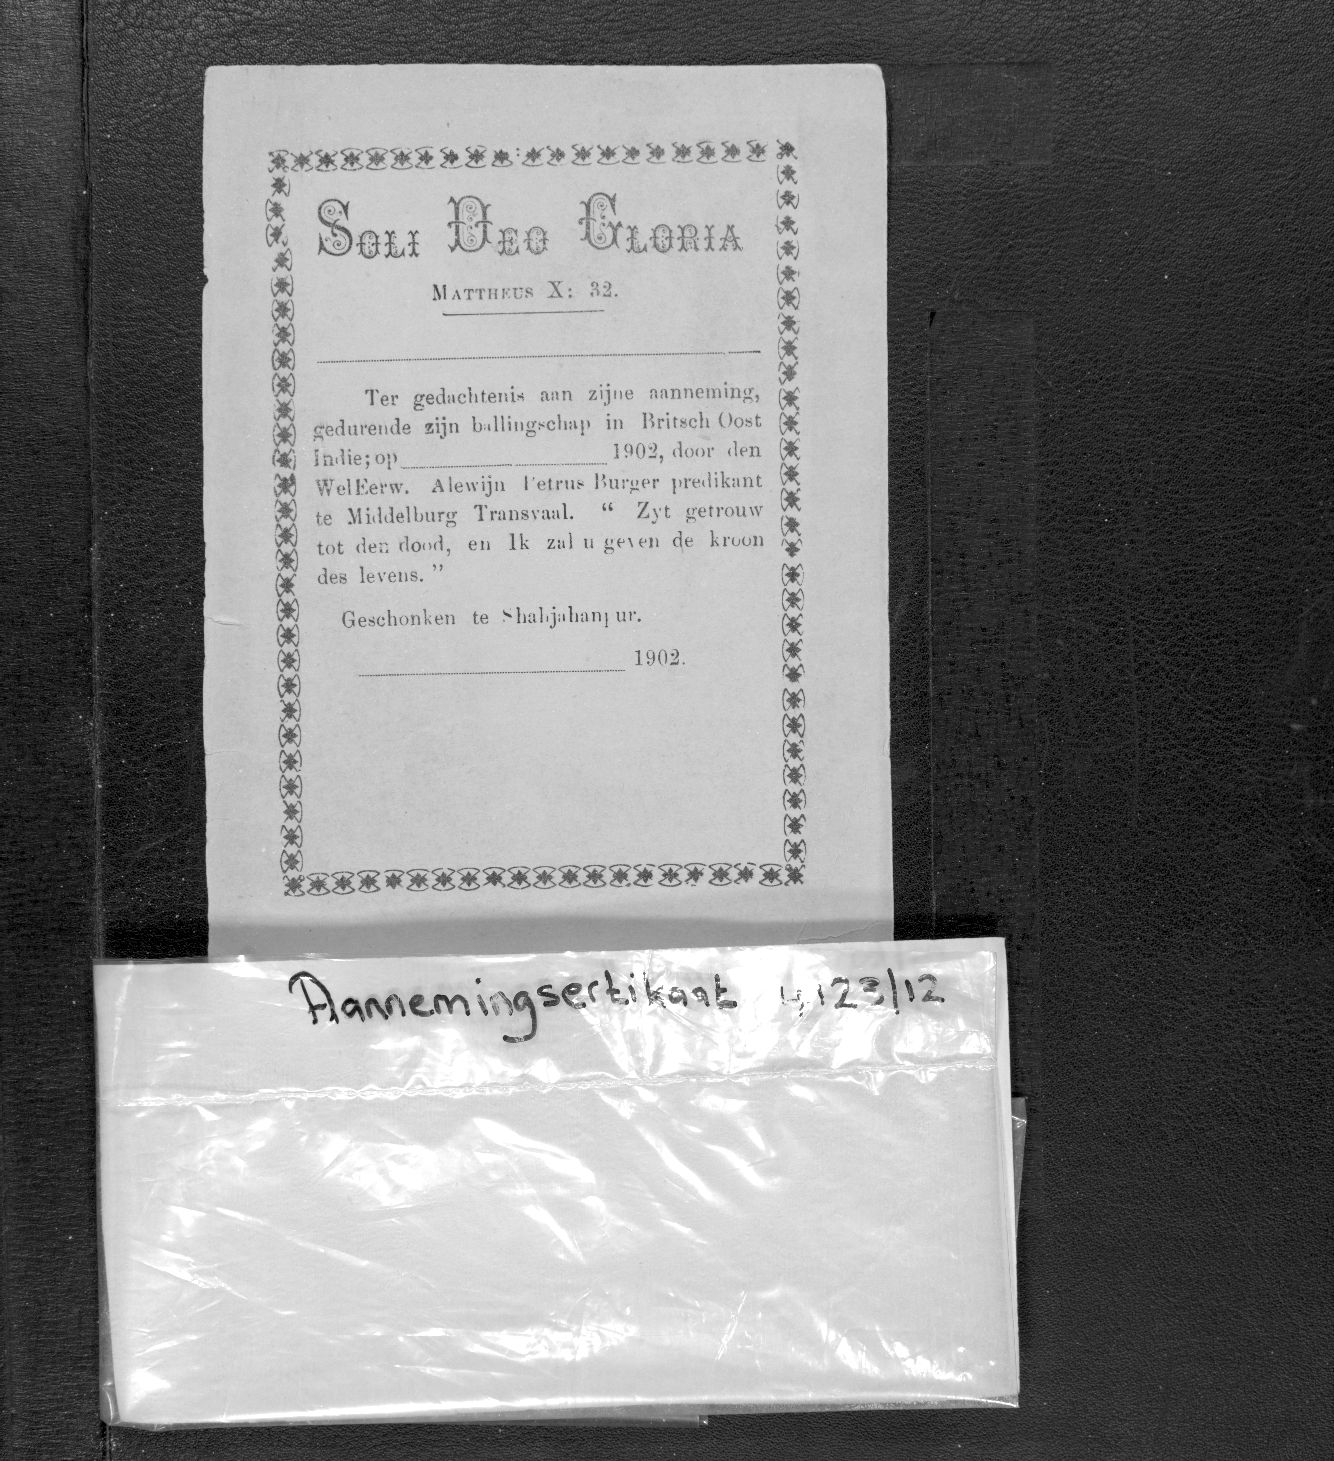 SOLI DEO GLORIA
MATTHEUS X: 32.
Ter gedachtenis aan zijne aanneming,
gedurende zijn ballingschap in Britsch Oost
Indie; op 1902, door den
WelEerw. Alewijn Petrus Burger predikant
te Middelburg Transvaal. “ Zyt getrouw
tot den dood, en Ik zal u geven de kroon
des levens. ”
Geschonken te Shahjahanpur.
1902.
Aannemingsertikaat 4123/12